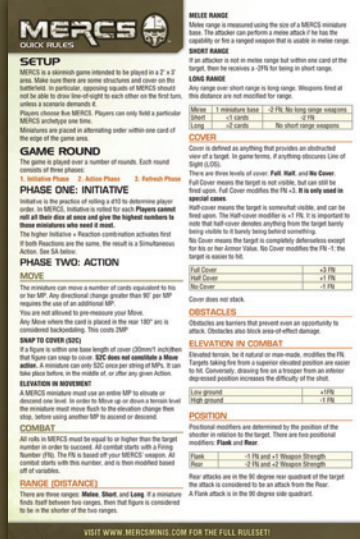 MERCS
QUICK RULES
SETUP
MERCS is a skirmish game intended to be played in a 2' x 3'
area. Make sure there are some structures and cover on the
battlefield. In particular, opposing squads of MERCS should
not be able to draw line-of-sight to each other on the first turn,
unless a scenario demands it.
Players choose five MERCS. Players can only field a particular
MERCS archetype one time.
Miniatures are placed in alternating order within one card of
the edge of the game area.
GAME ROUND
The game is played over a number of rounds. Each round
consists of three phases:
1. Initiative Phase 2. Action Phase 3. Refresh Phase
PHASE ONE: INITIATIVE
Initiative is the practice of rolling a d10 to determine player
order. In MERCS, Initiative is rolled for each Players cannot
roll all their dice at once and give the highest numbers to
those miniatures who need it most.
The higher Initiative + Reaction combination activates first
If both Reactions are the same, the result is a Simultaneous
Action. See SA below.
PHASE TWO: ACTION
MOVE
The miniature can move a number of cards equivalent to his
or her MP. Any directional change greater than 90° per MP
requires the use of an additional MP.
You are not allowed to pre-measure your Move.
Any Move where the card is placed in the rear 180° arc is
considered backpedaling. This costs 2MP
SNAP TO COVER (S2C)
If a figure is within one base length of cover (30mm/1 inch)then
that figure can snap to cover. S2C does not constitute a Move
action. A miniature can only S2C once per string of MPs. It can
take place before, in the middle of, or after any given Action.
ELEVATION IN MOVEMENT
A MERCS miniature must use an entire MP to elevate or
descend one level. In order to Move up or down a terrain level
the miniature must move flush to the elevation change then
stop, before using another MP to ascend or descend.
COMBAT
All rolls in MERCS must be equal to or higher than the target
number in order to succeed. All combat starts with a Firing
Number (FN). The FN is based off your MERCS' weapon. All
combat starts with this number, and is then modified based
off of variables.
RANGE (DISTANCE)
There are three ranges: Melee, Short, and Long. If a miniature
finds itself between two ranges, then that figure is considered
to be in the shorter of the two ranges.
MELEE RANGE
Melee range is measured using the size of a MERCS miniature
base. The attacker can perform a melee attack if he has the
capability or fire a ranged weapon that is usable in melee range.
SHORT RANGE
If an attacker is not in melee range but within one card of the
target, then he receives a -2FN for being in short range.
LONG RANGE
Any range over short range is long range. Weapons fired at
this distance are not modified for range.
Melee 1 miniature base -2 FN; No long range weapons
Short <1 cards -2 FN
Long >2 cards No short range weapons
COVER
Cover is defined as anything that provides an obstructed
view of a target. In game terms, if anything obscures Line of
Sight (LOS).
There are three levels of cover: Full, Half, and No Cover.
Full Cover means the target is not visible, but can still be
fired upon. Full Cover modifies the FN +3. It is only used in
special cases.
Half-cover means the target is somewhat visible, and can be
fired upon. The Half-cover modifier is +1 FN. It is important to
note that half-cover denotes anything from the target barely
being visible to it barely being behind something.
No Cover means the target is completely defenseless except
for his or her Armor Value. No Cover modifies the FN -1: the
target is easier to hit.
Full Cover +3 FN
Half Cover +1 FN
No Cover -1 FN
Cover does not stack.
OBSTACLES
Obstacles are barriers that prevent even an opportunity to
attack. Obstacles also block area-of-effect damage.
ELEVATION IN COMBAT
Elevated terrain, be it natural or man-made, modifies the FN.
Targets taking fire from a superior elevated position are easier
to hit. Conversely, drawing fire on a trooper from an inferior
depressed position increases the difficulty of the shot.
Low ground +1FN
High ground -1 FN
POSITION
Positional modifiers are determined by the position of the
shooter in relation to the target. There are two positional
modifiers: Flank and Rear.
Flank -1 FN and +1 Weapon Strength
Rear -2 FN and +2 Weapon Strength
Rear attacks are in the 90 degree rear quadrant of the target
the attack is considered to be an attack from the Rear.
A Flank attack is in the 90 degree side quadrant.
VISIT WWW.MERCSMINIS.COM FOR THE FULL RULESET!